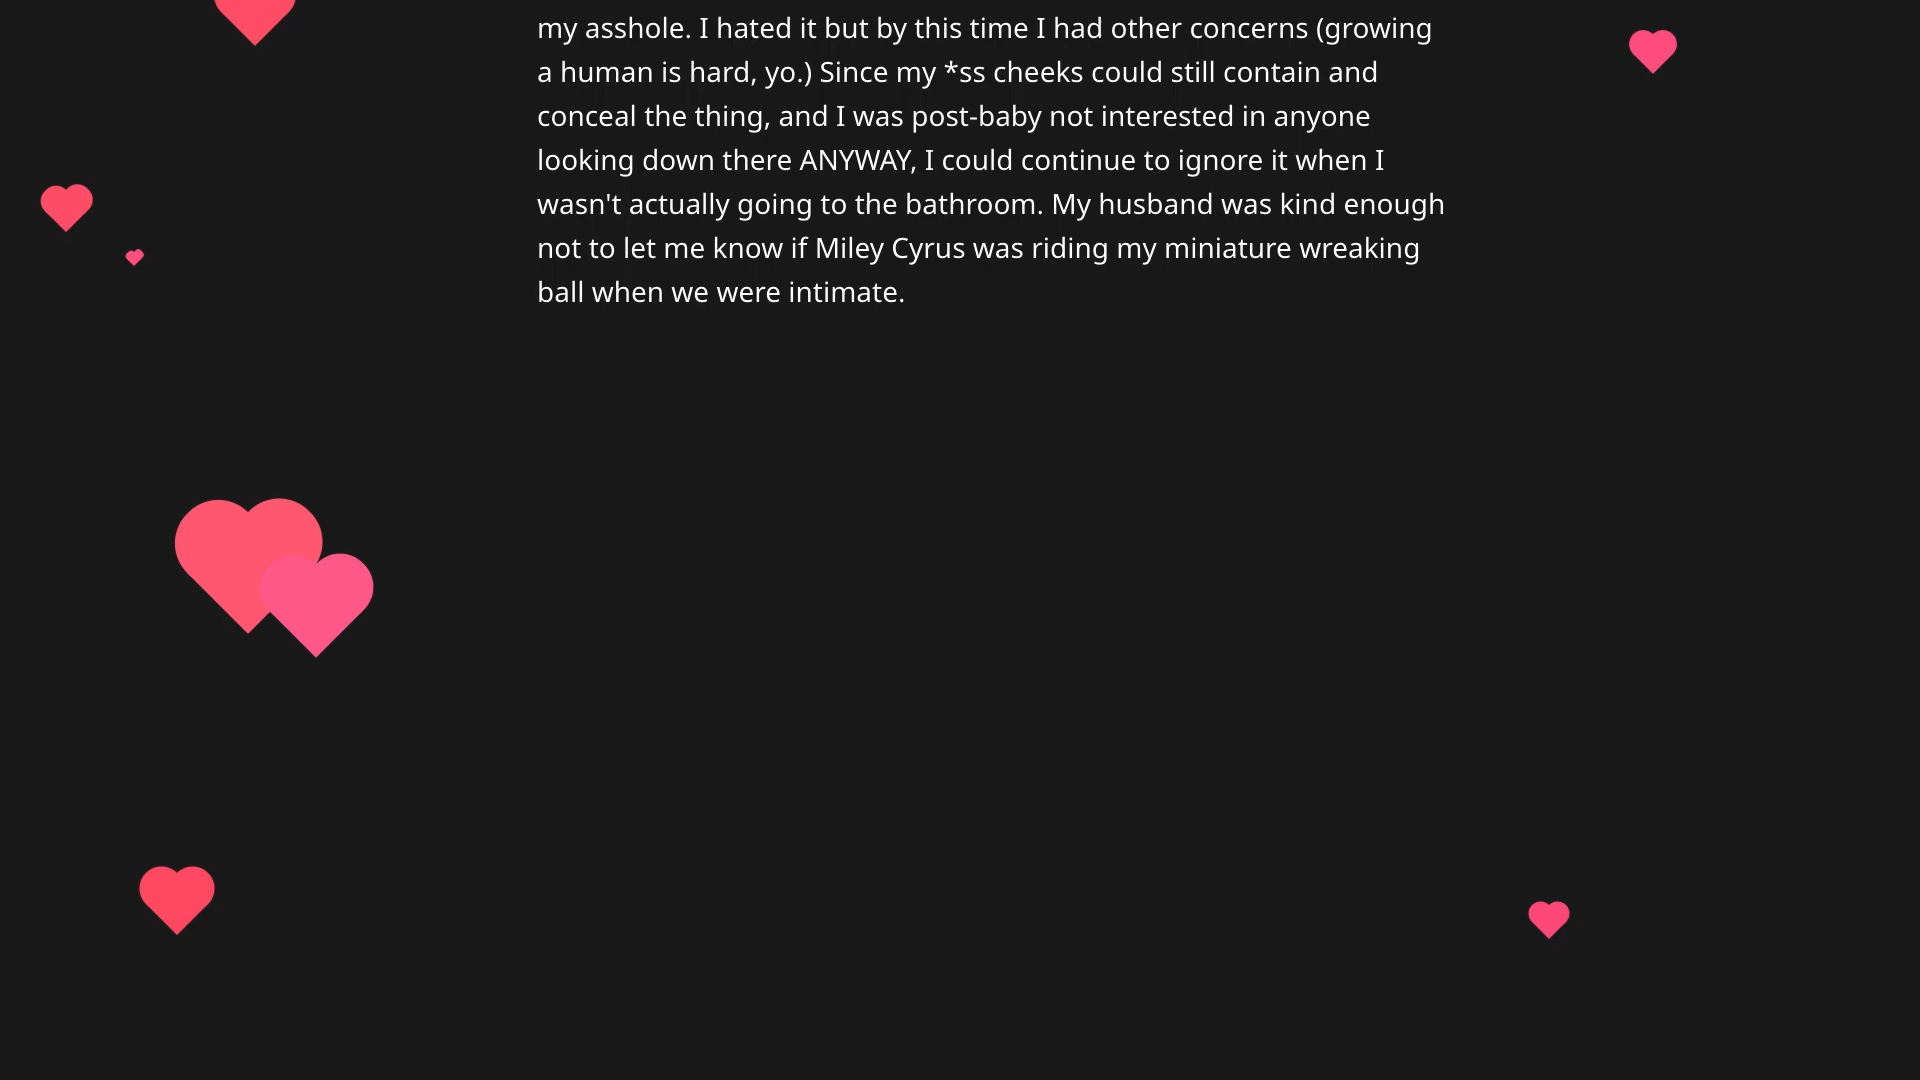 my asshole. I hated it but by this time I had other concerns (growing
a human is hard, yo.) Since my *ss cheeks could still contain and
conceal the thing, and I was post-baby not interested in anyone
looking down there ANYWAY, I could continue to ignore it when I
wasn't actually going to the bathroom. My husband was kind enough
not to let me know if Miley Cyrus was riding my miniature wreaking
ball when we were intimate.